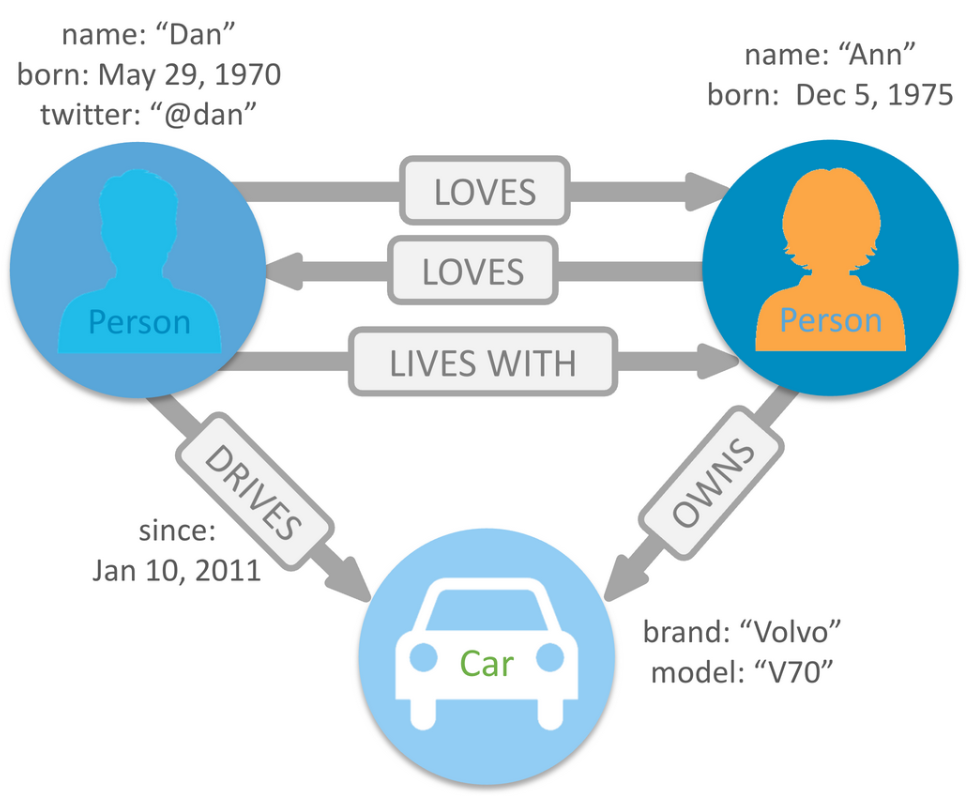 name: “Dan”
born: May 29, 1970
twitter: “@dan”
name: “Ann”
born:  Dec 5, 1975
LOVES
LOVES
Person
Person
LIVES WITH
DRIVES
OWNS
since:
Jan 10, 2011
Car
brand: “Volvo”
model: “V70”